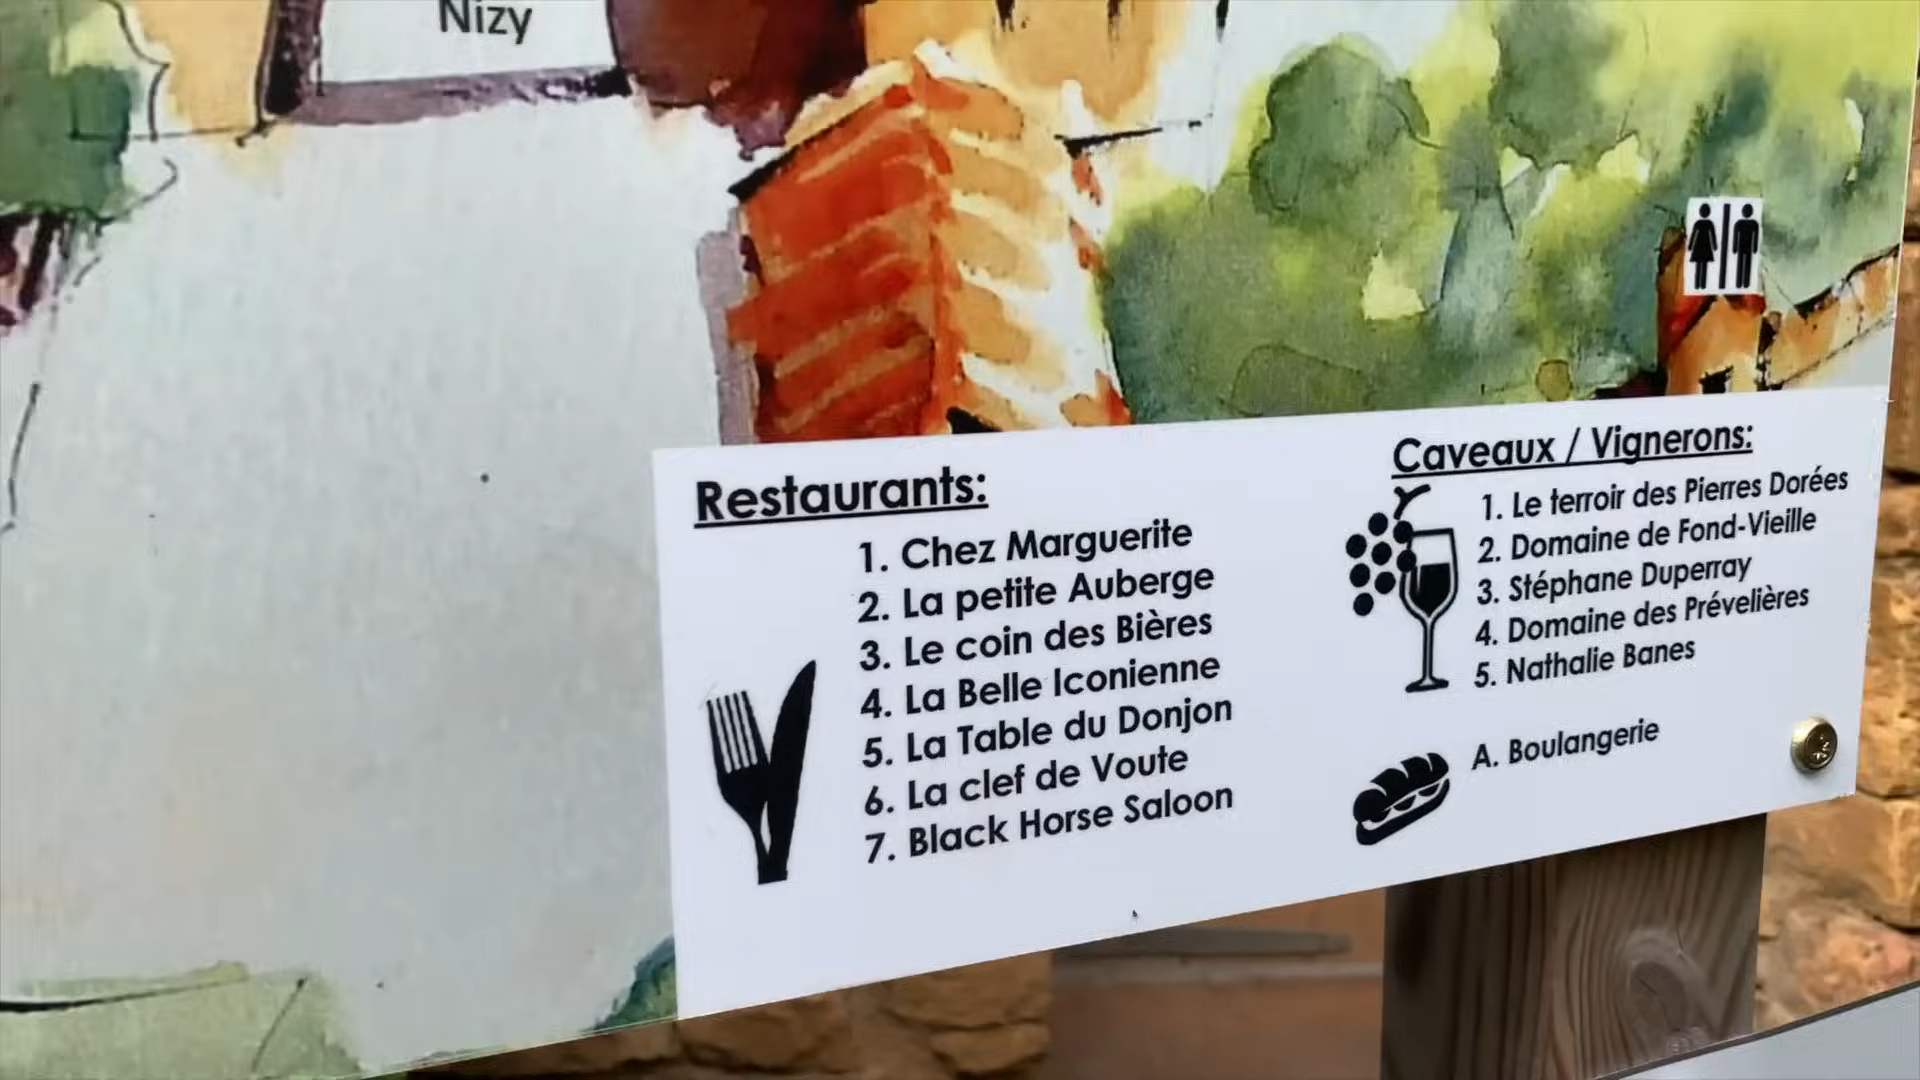 Nizy
Restaurants:
1. Chez Marguerite
2. La petite Auberge
3. Le coin des Bières
4. La Belle Iconienne
5. La Table du Donjon
6. La clef de Voute
7. Black Horse Saloon
Caveaux / Vignerons:
1. Le terroir des Pierres Dorées
2. Domaine de Fond-Vieille
3. Stéphane Duperray
4. Domaine des Prévelières
5. Nathalie Banes
A. Boulangerie